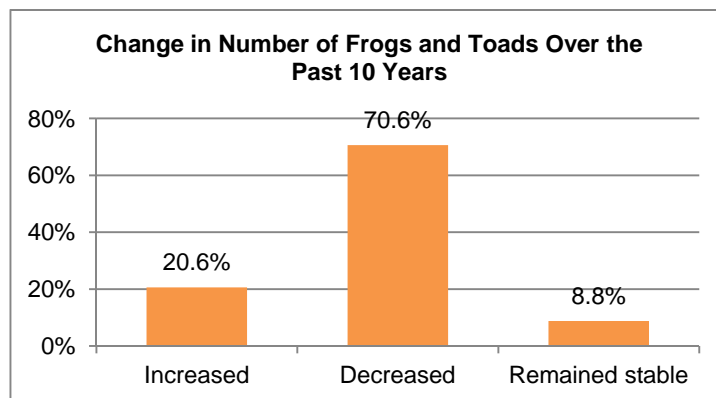 Change in Number of Frogs and Toads Over the
Past 10 Years
80%
70.6%
60%
40%
20.6%
20%
8.8%
0%
Increased
Decreased
Remained stable